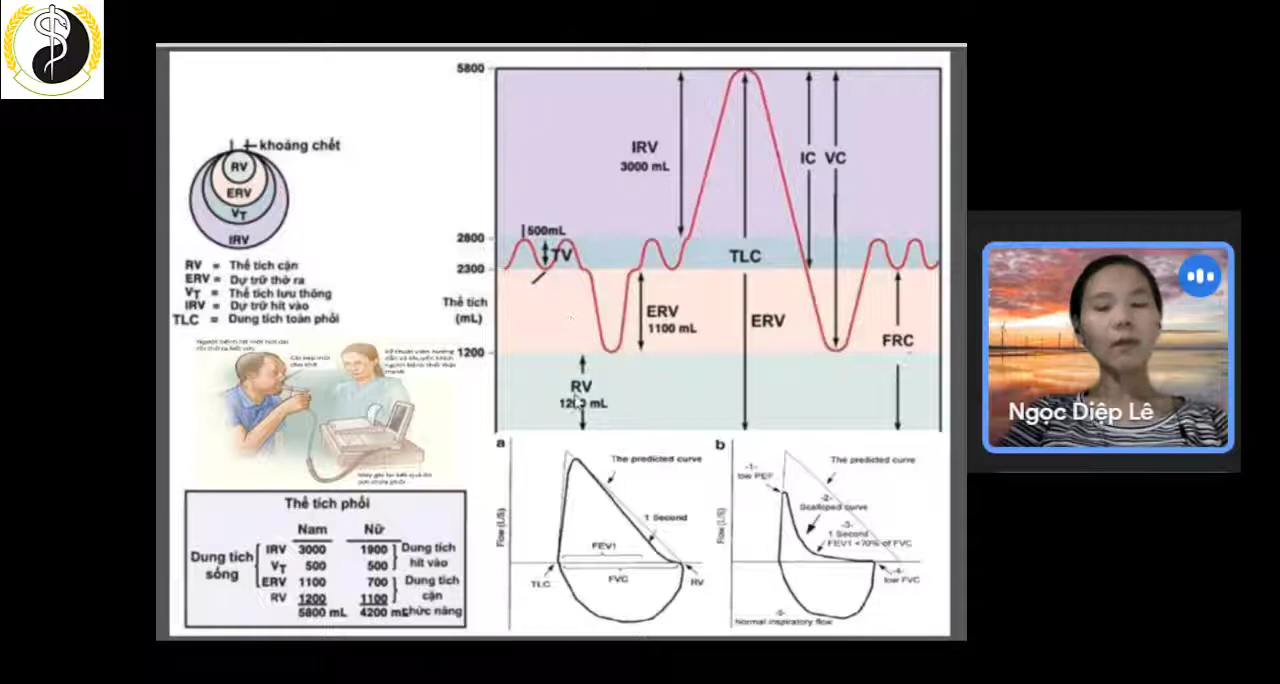 khoảng chết
RV
ERV
VT
IRV
RV = Thể tích cặn
ERV = Dự trữ thở ra
VT = Thể tích lưu thông
IRV = Dự trữ hít vào
TLC = Dung tích toàn phổi
Thể tích phổi
Nam Nữ
Dung tích sống
IRV 3000 1900
VT 500 500
ERV 1100 700
RV 1200 1100
5800 mL 4200 mL
Dung tích
hít vào
Dung tích
cặn
chức năng
5800
2800
2300
Thể tích
(mL)
1200
IRV
3000 mL
500mL
TV
ERV
1100 mL
RV
mL
TLC
ERV
IC VC
FRC
a
The predicted curve
1 Second
FEV1
FVC
TLC
RV
Flow (L/S)
b
The predicted curve
-1-
low PEF
-2-
Scalloped curve
-3-
1 Second
FEV1 <70% of FVC
-4-
low FVC
Normal inspiratory flow
Flow (L/S)
Ngọc Diệp Lê